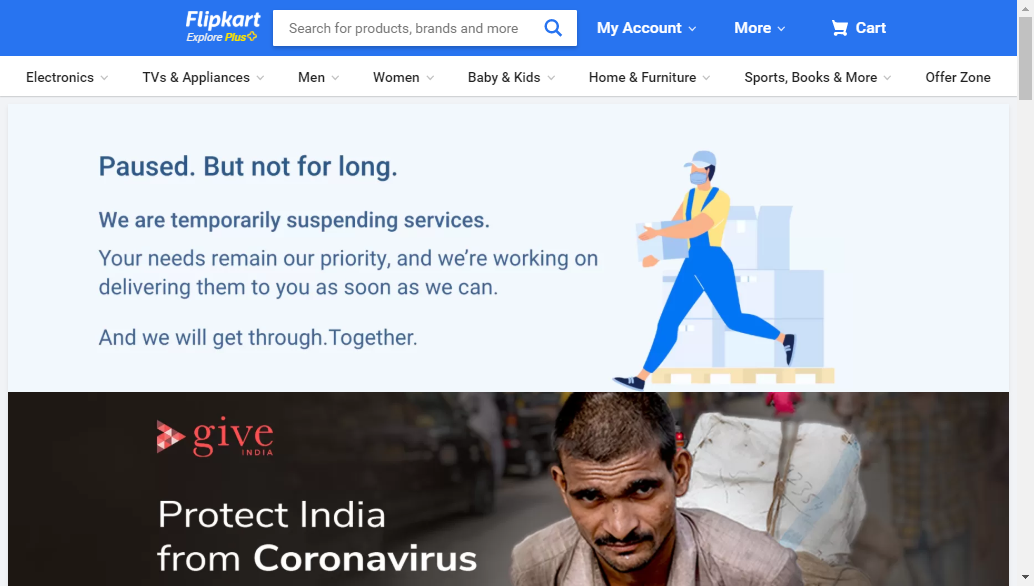 Flipkart
Explore Plus
Search for products, brands and more
My Account
More
Cart
Electronics
TVs & Appliances
Men
Women
Baby & Kids
Home & Furniture
Sports, Books & More
Offer Zone
Paused. But not for long.
We are temporarily suspending services.
Your needs remain our priority, and we’re working on
delivering them to you as soon as we can.
And we will get through.Together.
give
INDIA
Protect India
from Coronavirus